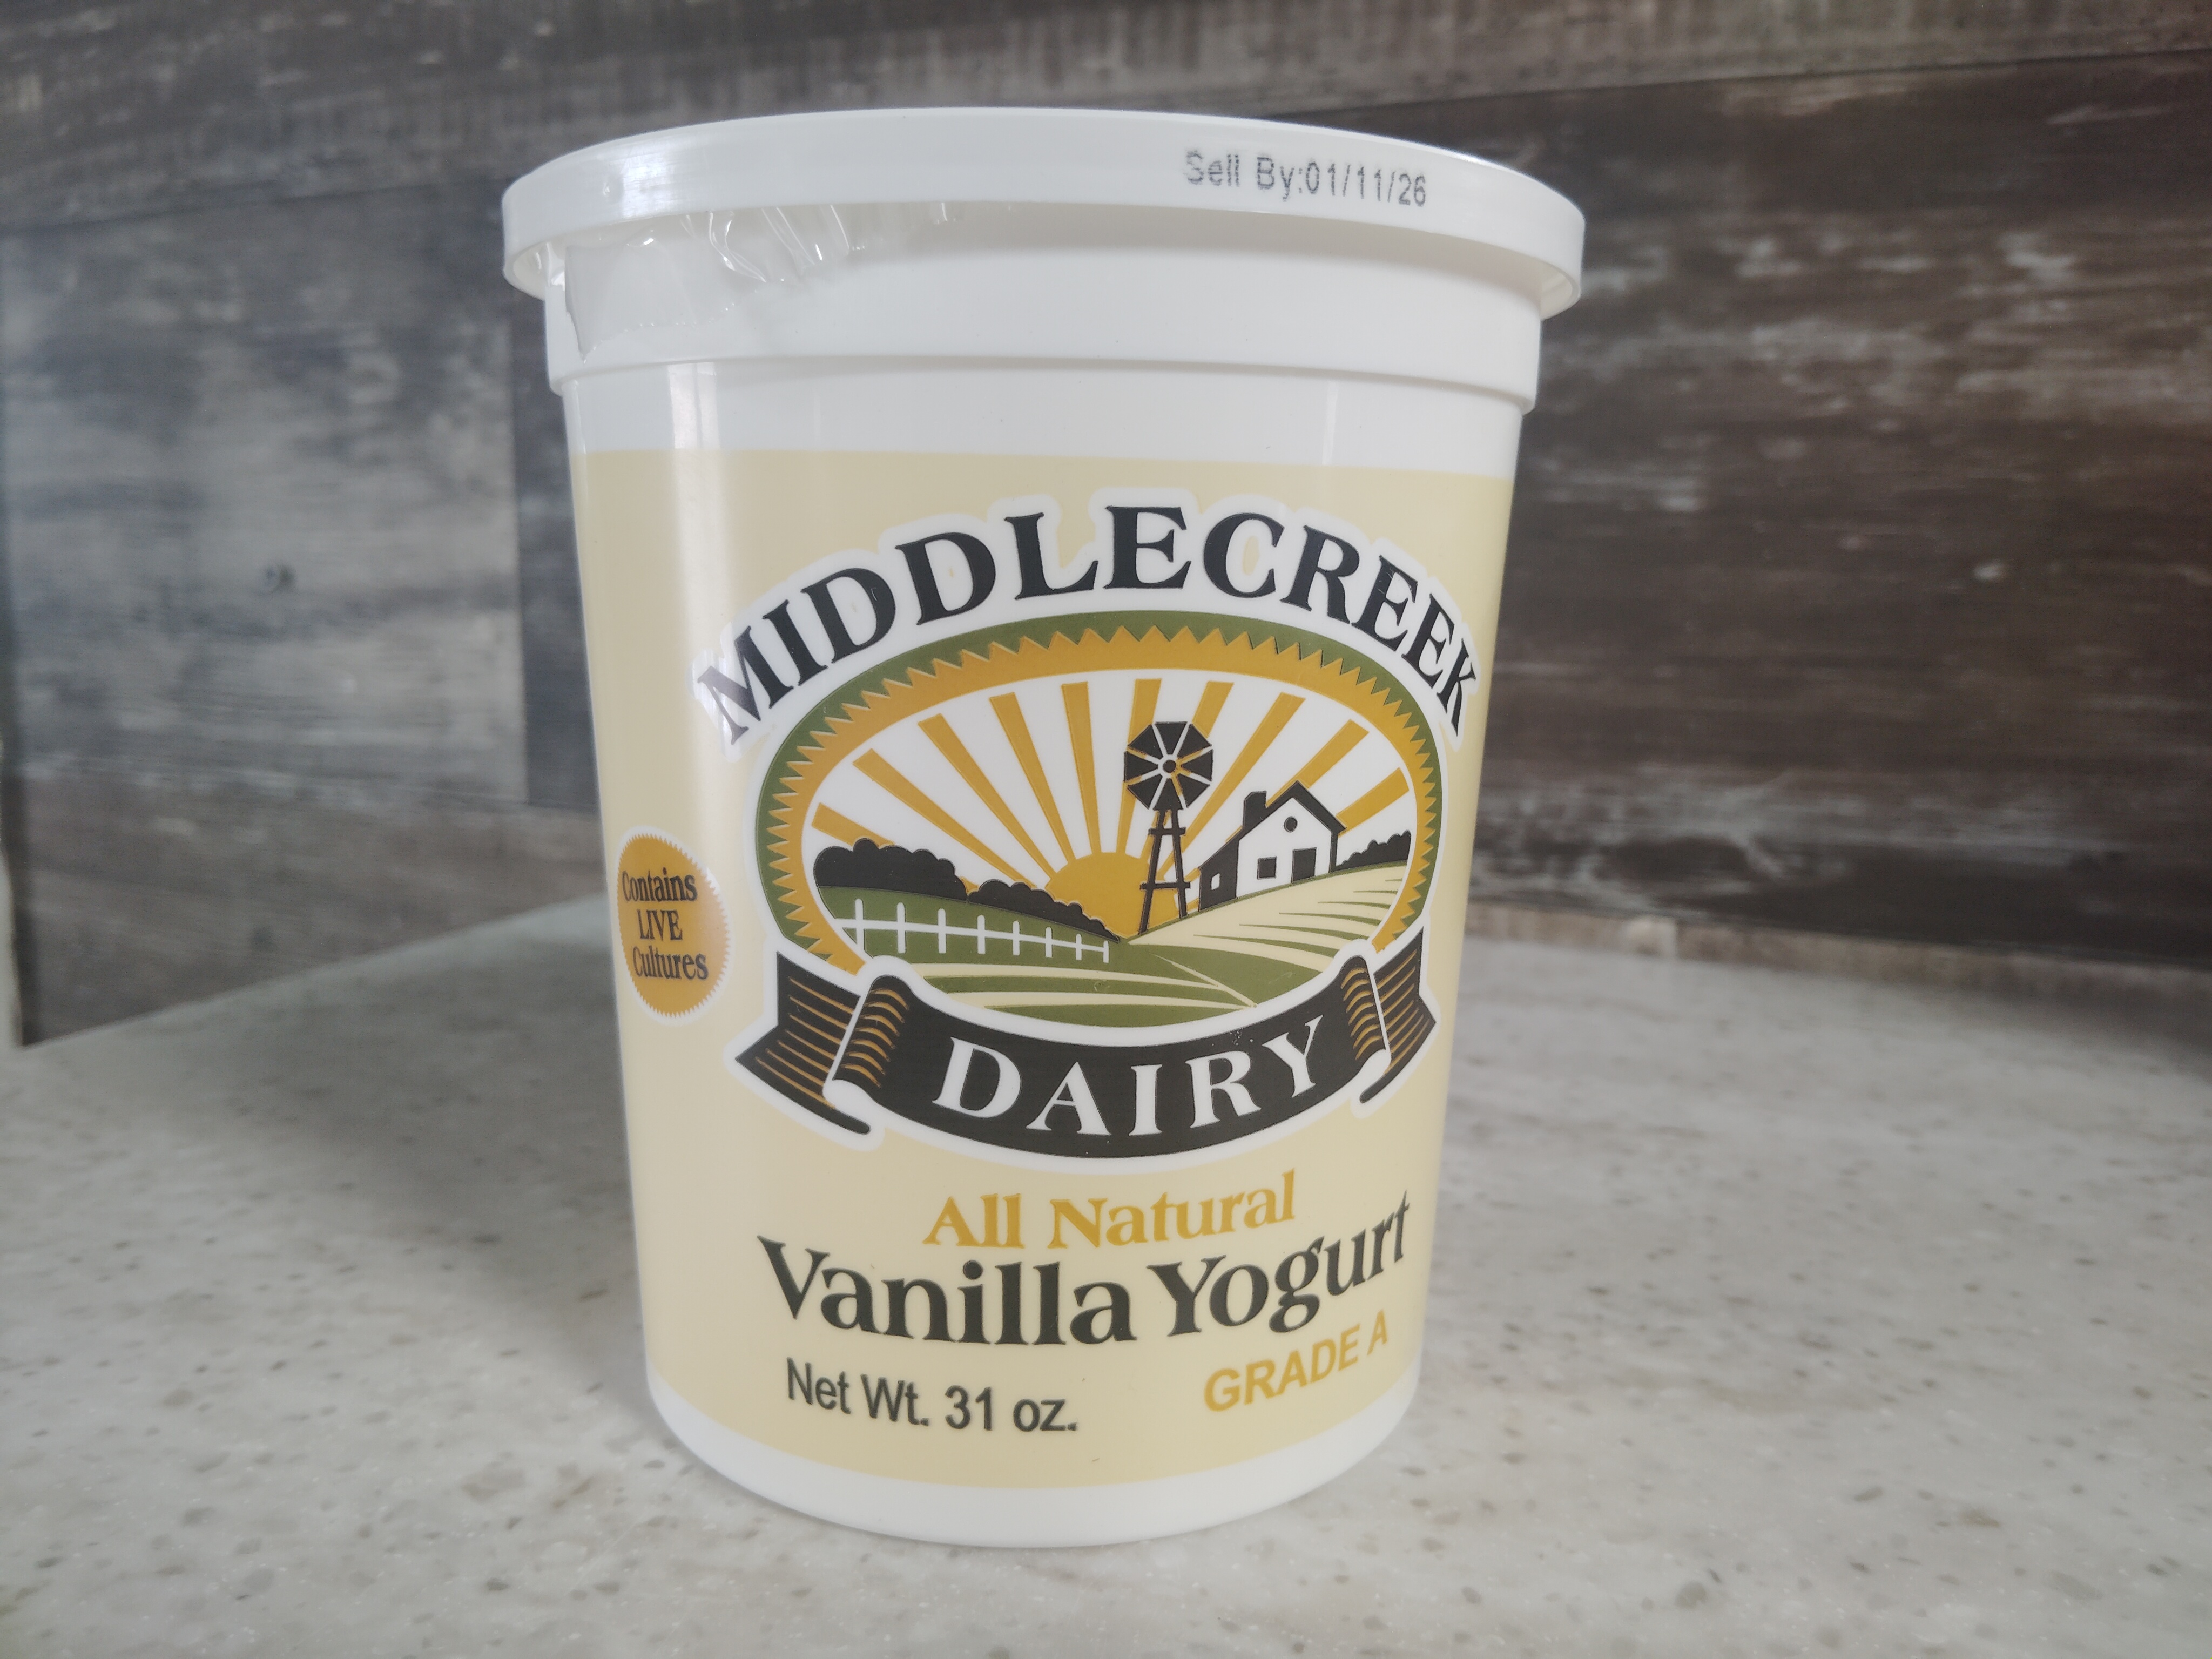 Sell By:01/11/26
MIDDLECREEK
DAIRY
Contains
LIVE
Cultures
All Natural
Vanilla Yogurt
Net Wt. 31 oz.
GRADE A